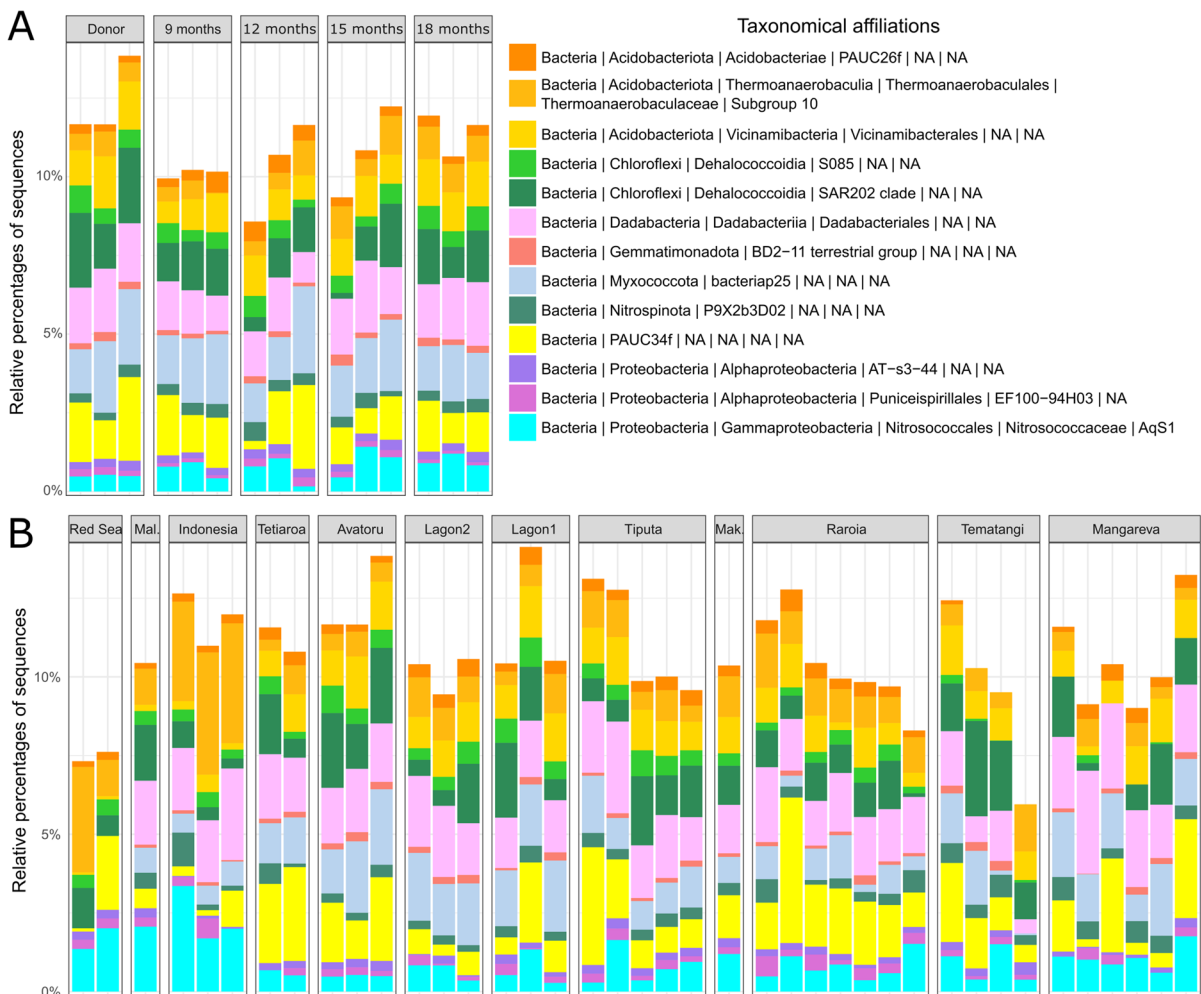 A
Donor
9 months
12 months
15 months
18 months
Taxonomical affiliations
Relative percentages of sequences
10%
5%
0%
Bacteria | Acidobacteriota | Acidobacteriae | PAUC26f | NA | NA
Bacteria | Acidobacteriota | Thermoanaerobaculia | Thermoanaerobaculales |
Thermoanaerobaculaceae | Subgroup 10
Bacteria | Acidobacteriota | Vicinamibacteria | Vicinamibacterales | NA | NA
Bacteria | Chloroflexi | Dehalococcoidia | S085 | NA | NA
Bacteria | Chloroflexi | Dehalococcoidia | SAR202 clade | NA | NA
Bacteria | Dadabacteria | Dadabacteriia | Dadabacteriales | NA | NA
Bacteria | Gemmatimonadota | BD2−11 terrestrial group | NA | NA | NA
Bacteria | Myxococcota | bacteriap25 | NA | NA | NA
Bacteria | Nitrospinota | P9X2b3D02 | NA | NA | NA
Bacteria | PAUC34f | NA | NA | NA | NA
Bacteria | Proteobacteria | Alphaproteobacteria | AT−s3−44 | NA | NA
Bacteria | Proteobacteria | Alphaproteobacteria | Puniceispirillales | EF100−94H03 | NA
Bacteria | Proteobacteria | Gammaproteobacteria | Nitrosococcales | Nitrosococcaceae | AqS1
B
Red Sea
Mal.
Indonesia
Tetiaroa
Avatoru
Lagon2
Lagon1
Tiputa
Mak.
Raroia
Tematangi
Mangareva
Relative percentages of sequences
10%
5%
0%